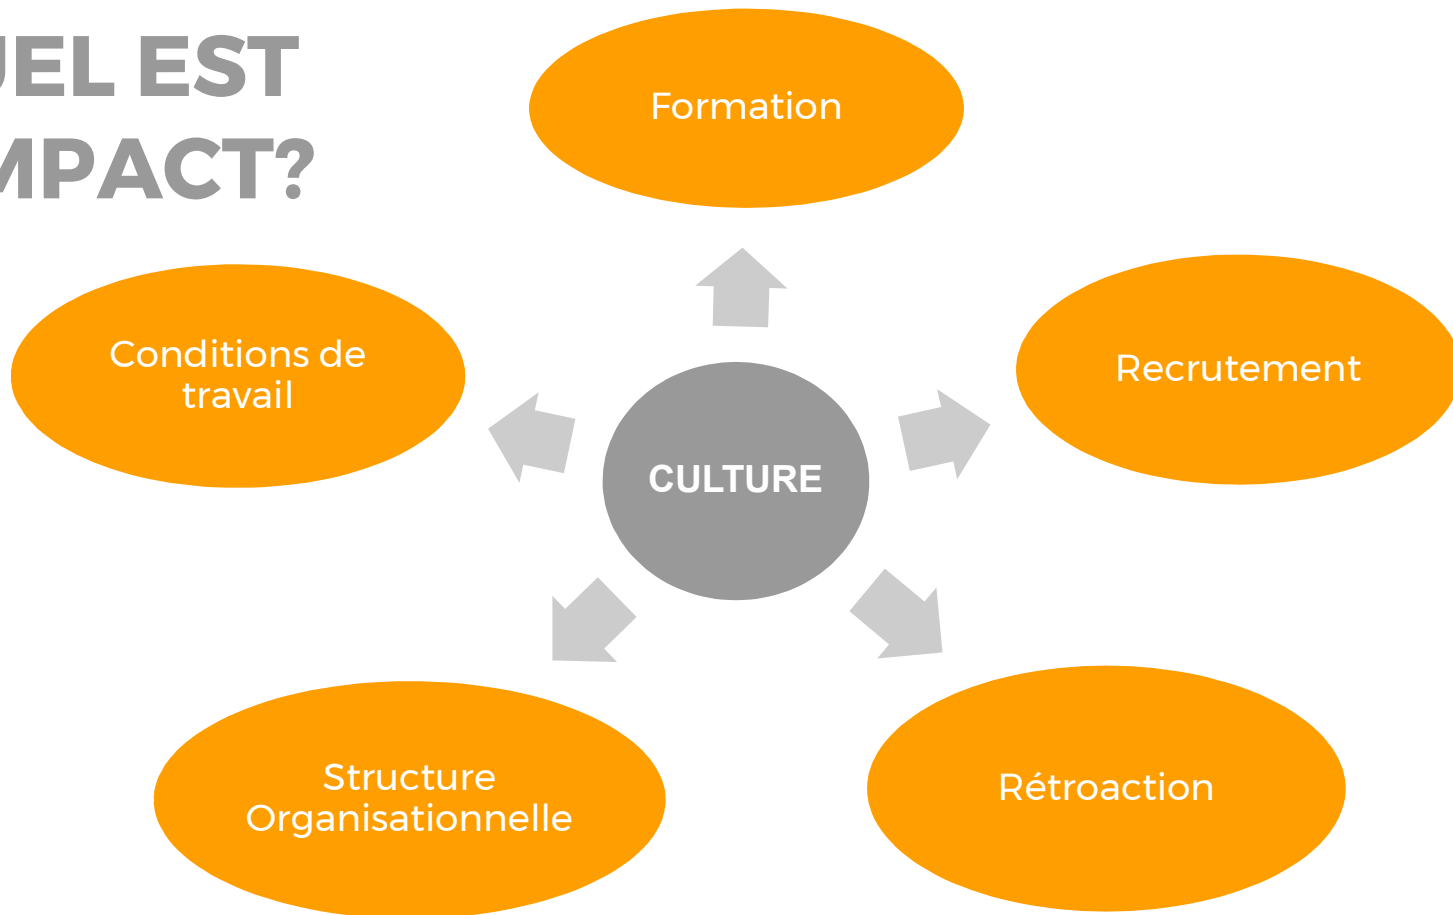 UEL EST
MPACT?
Formation
Conditions de
travail
Recrutement
CULTURE
Structure
Organisationnelle
Rétroaction